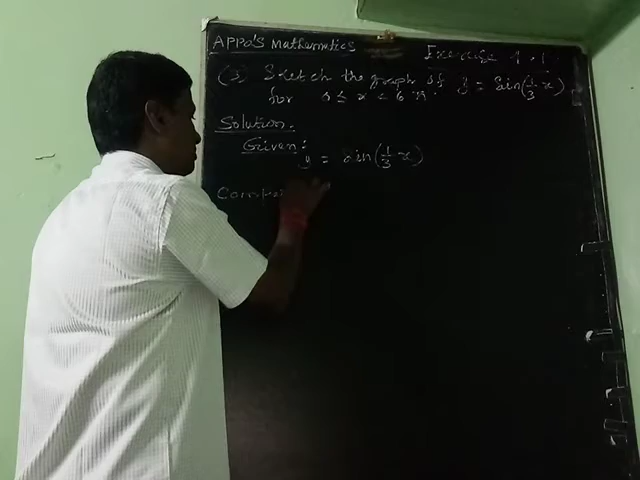 APPA'S Mathematics Exercise 4.1
(3) Sketch the graph of y = Sin(1/3 x)
for 0 ≤ x < 6π.
Solution.
Given:
y = sin(1/3 x)
Compa